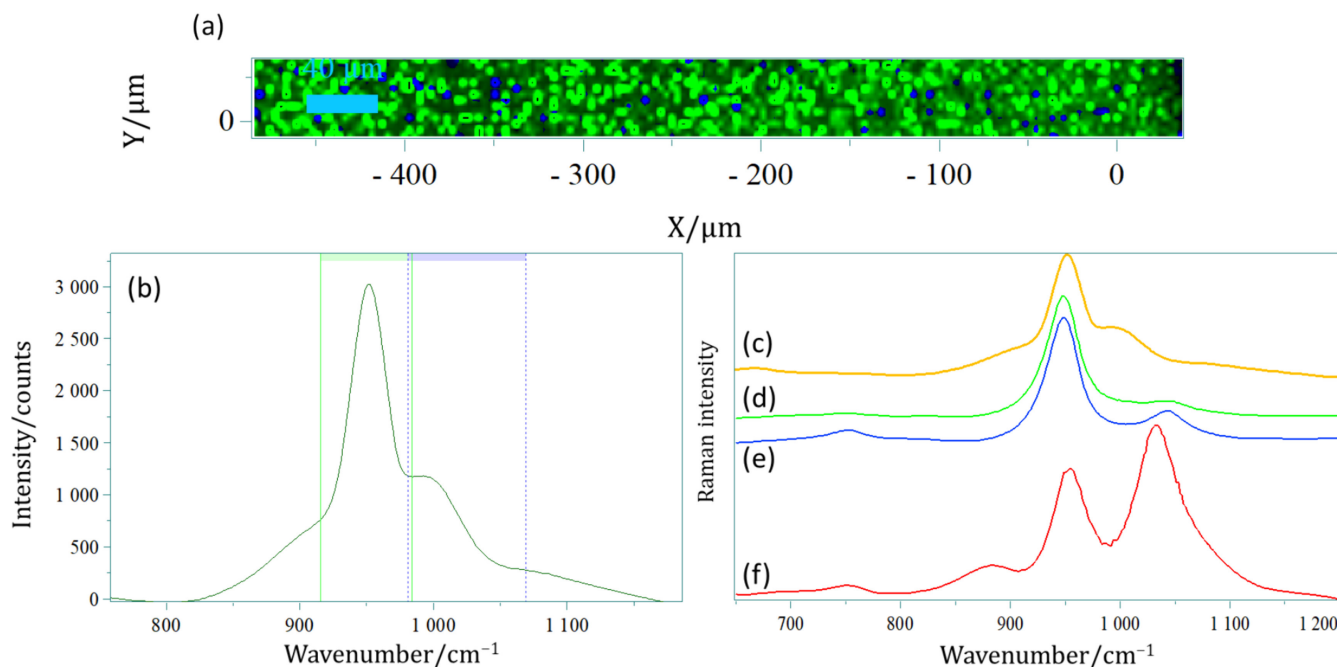 (a)
40 μm
Y/μm
0
- 400
- 300
- 200
- 100
0
X/μm
(b)
3 000
2 500
2 000
1 500
1 000
500
0
Intensity/counts
800
900
1 000
1 100
Wavenumber/cm⁻¹
(c)
(d)
(e)
(f)
Raman intensity
700
800
900
1 000
1 100
1 200
Wavenumber/cm⁻¹